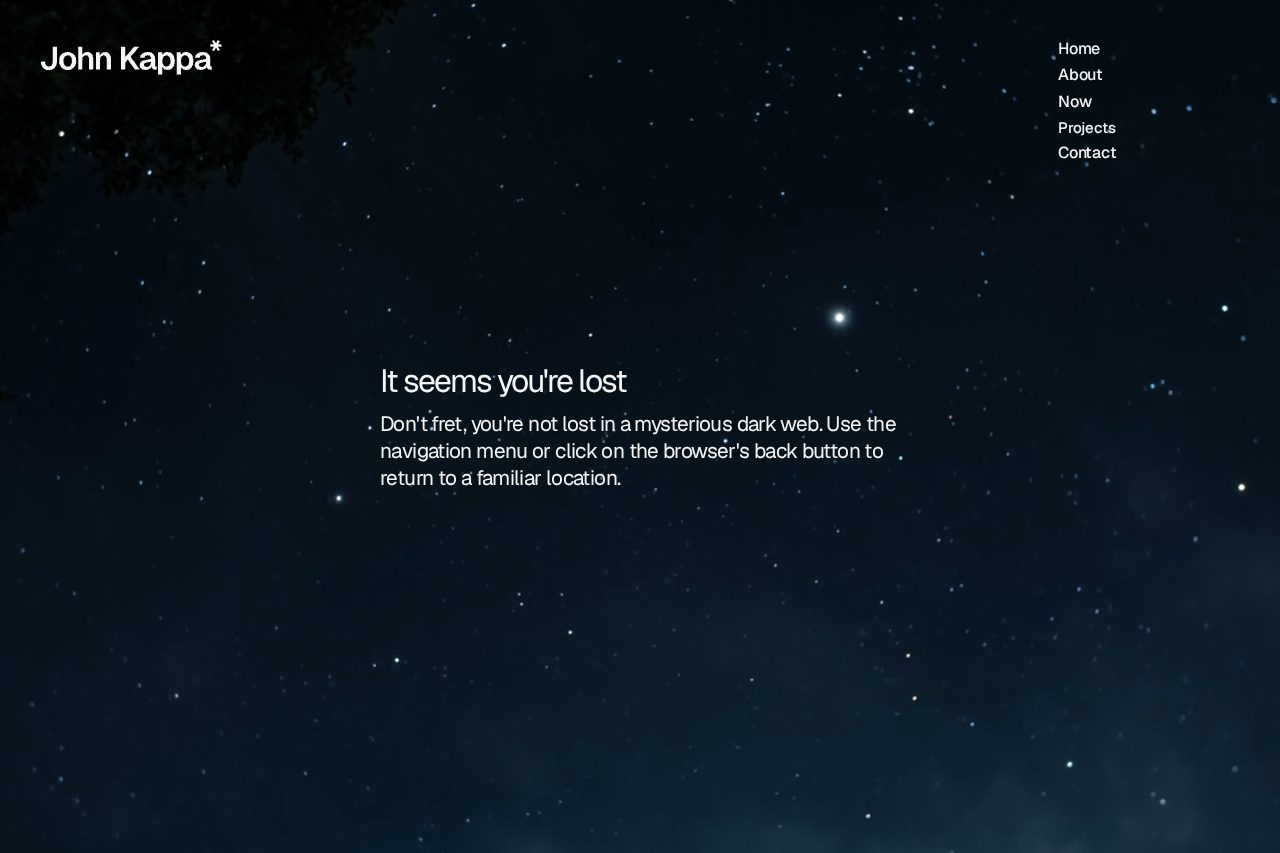 John Kappa*
Home
About
Now
Projects
Contact
It seems you're lost
Don't fret, you're not lost in a mysterious dark web. Use the
navigation menu or click on the browser's back button to
return to a familiar location.